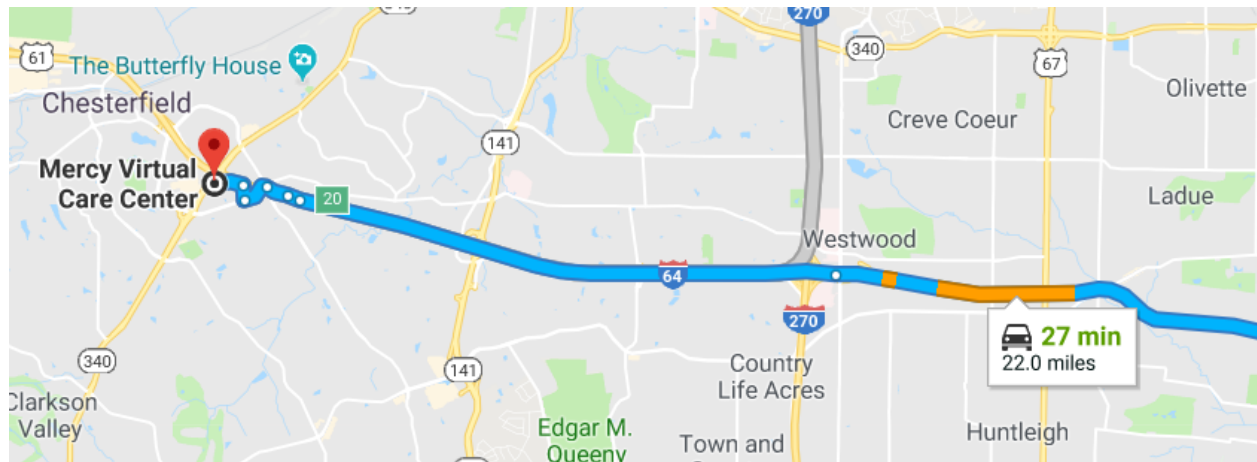 270
61
340
67
The Butterfly House
Olivette
Chesterfield
Creve Coeur
141
Mercy Virtual
Care Center
20
Ladue
Westwood
64
270
27 min
22.0 miles
340
141
Country
Life Acres
Clarkson
Valley
Edgar M.
Queeny
Town and
Huntleigh